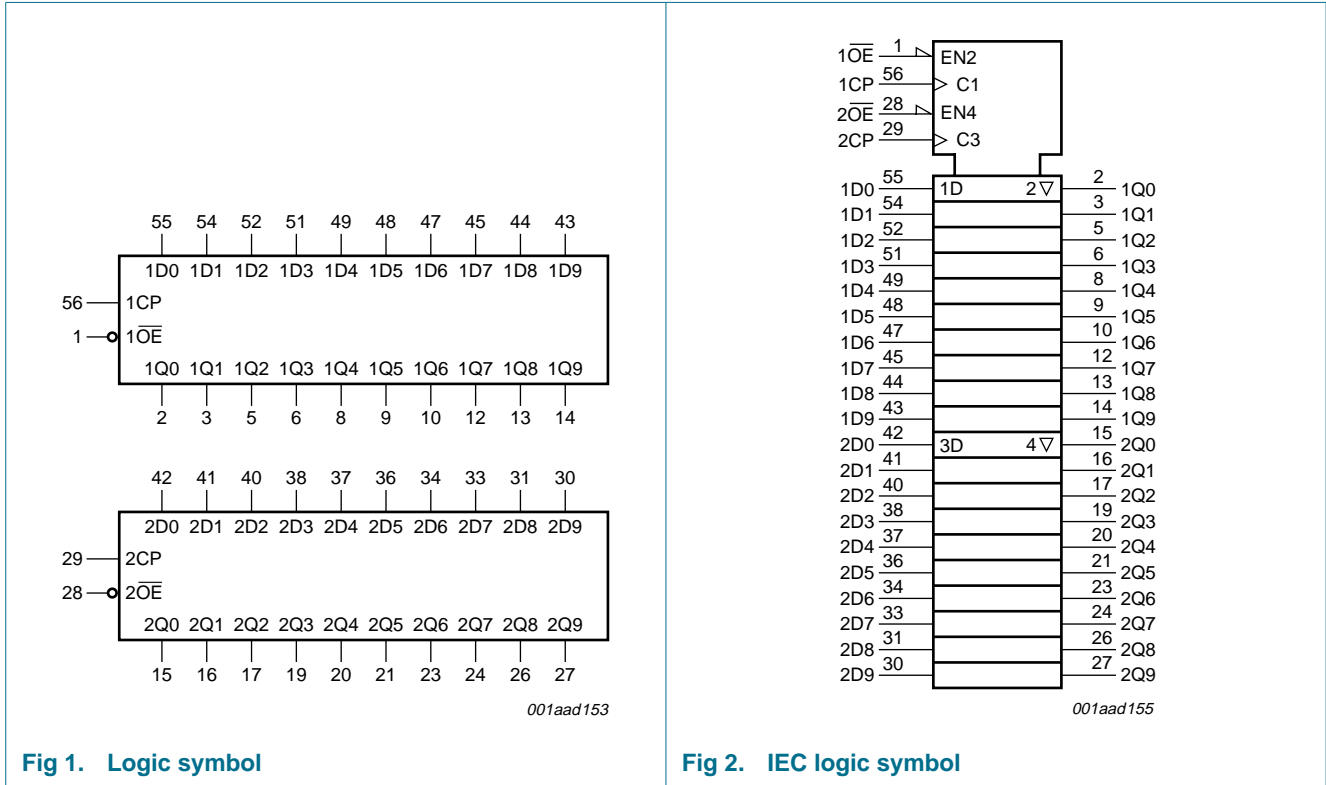 55 54 52 51 49 48 47 45 44 43
1D0 1D1 1D2 1D3 1D4 1D5 1D6 1D7 1D8 1D9
56 1CP
1 1O̅E̅
1Q0 1Q1 1Q2 1Q3 1Q4 1Q5 1Q6 1Q7 1Q8 1Q9
2 3 5 6 8 9 10 12 13 14
42 41 40 38 37 36 34 33 31 30
2D0 2D1 2D2 2D3 2D4 2D5 2D6 2D7 2D8 2D9
29 2CP
28 2O̅E̅
2Q0 2Q1 2Q2 2Q3 2Q4 2Q5 2Q6 2Q7 2Q8 2Q9
15 16 17 19 20 21 23 24 26 27
001aad153
Fig 1. Logic symbol
1O̅E̅ 1 EN2
1CP 56 C1
2O̅E̅ 28 EN4
2CP 29 C3
1D0 55 1D 2▽ 2 1Q0
1D1 54 3 1Q1
1D2 52 5 1Q2
1D3 51 6 1Q3
1D4 49 8 1Q4
1D5 48 9 1Q5
1D6 47 10 1Q6
1D7 45 12 1Q7
1D8 44 13 1Q8
1D9 43 14 1Q9
2D0 42 3D 4▽ 15 2Q0
2D1 41 16 2Q1
2D2 40 17 2Q2
2D3 38 19 2Q3
2D4 37 20 2Q4
2D5 36 21 2Q5
2D6 34 23 2Q6
2D7 33 24 2Q7
2D8 31 26 2Q8
2D9 30 27 2Q9
001aad155
Fig 2. IEC logic symbol